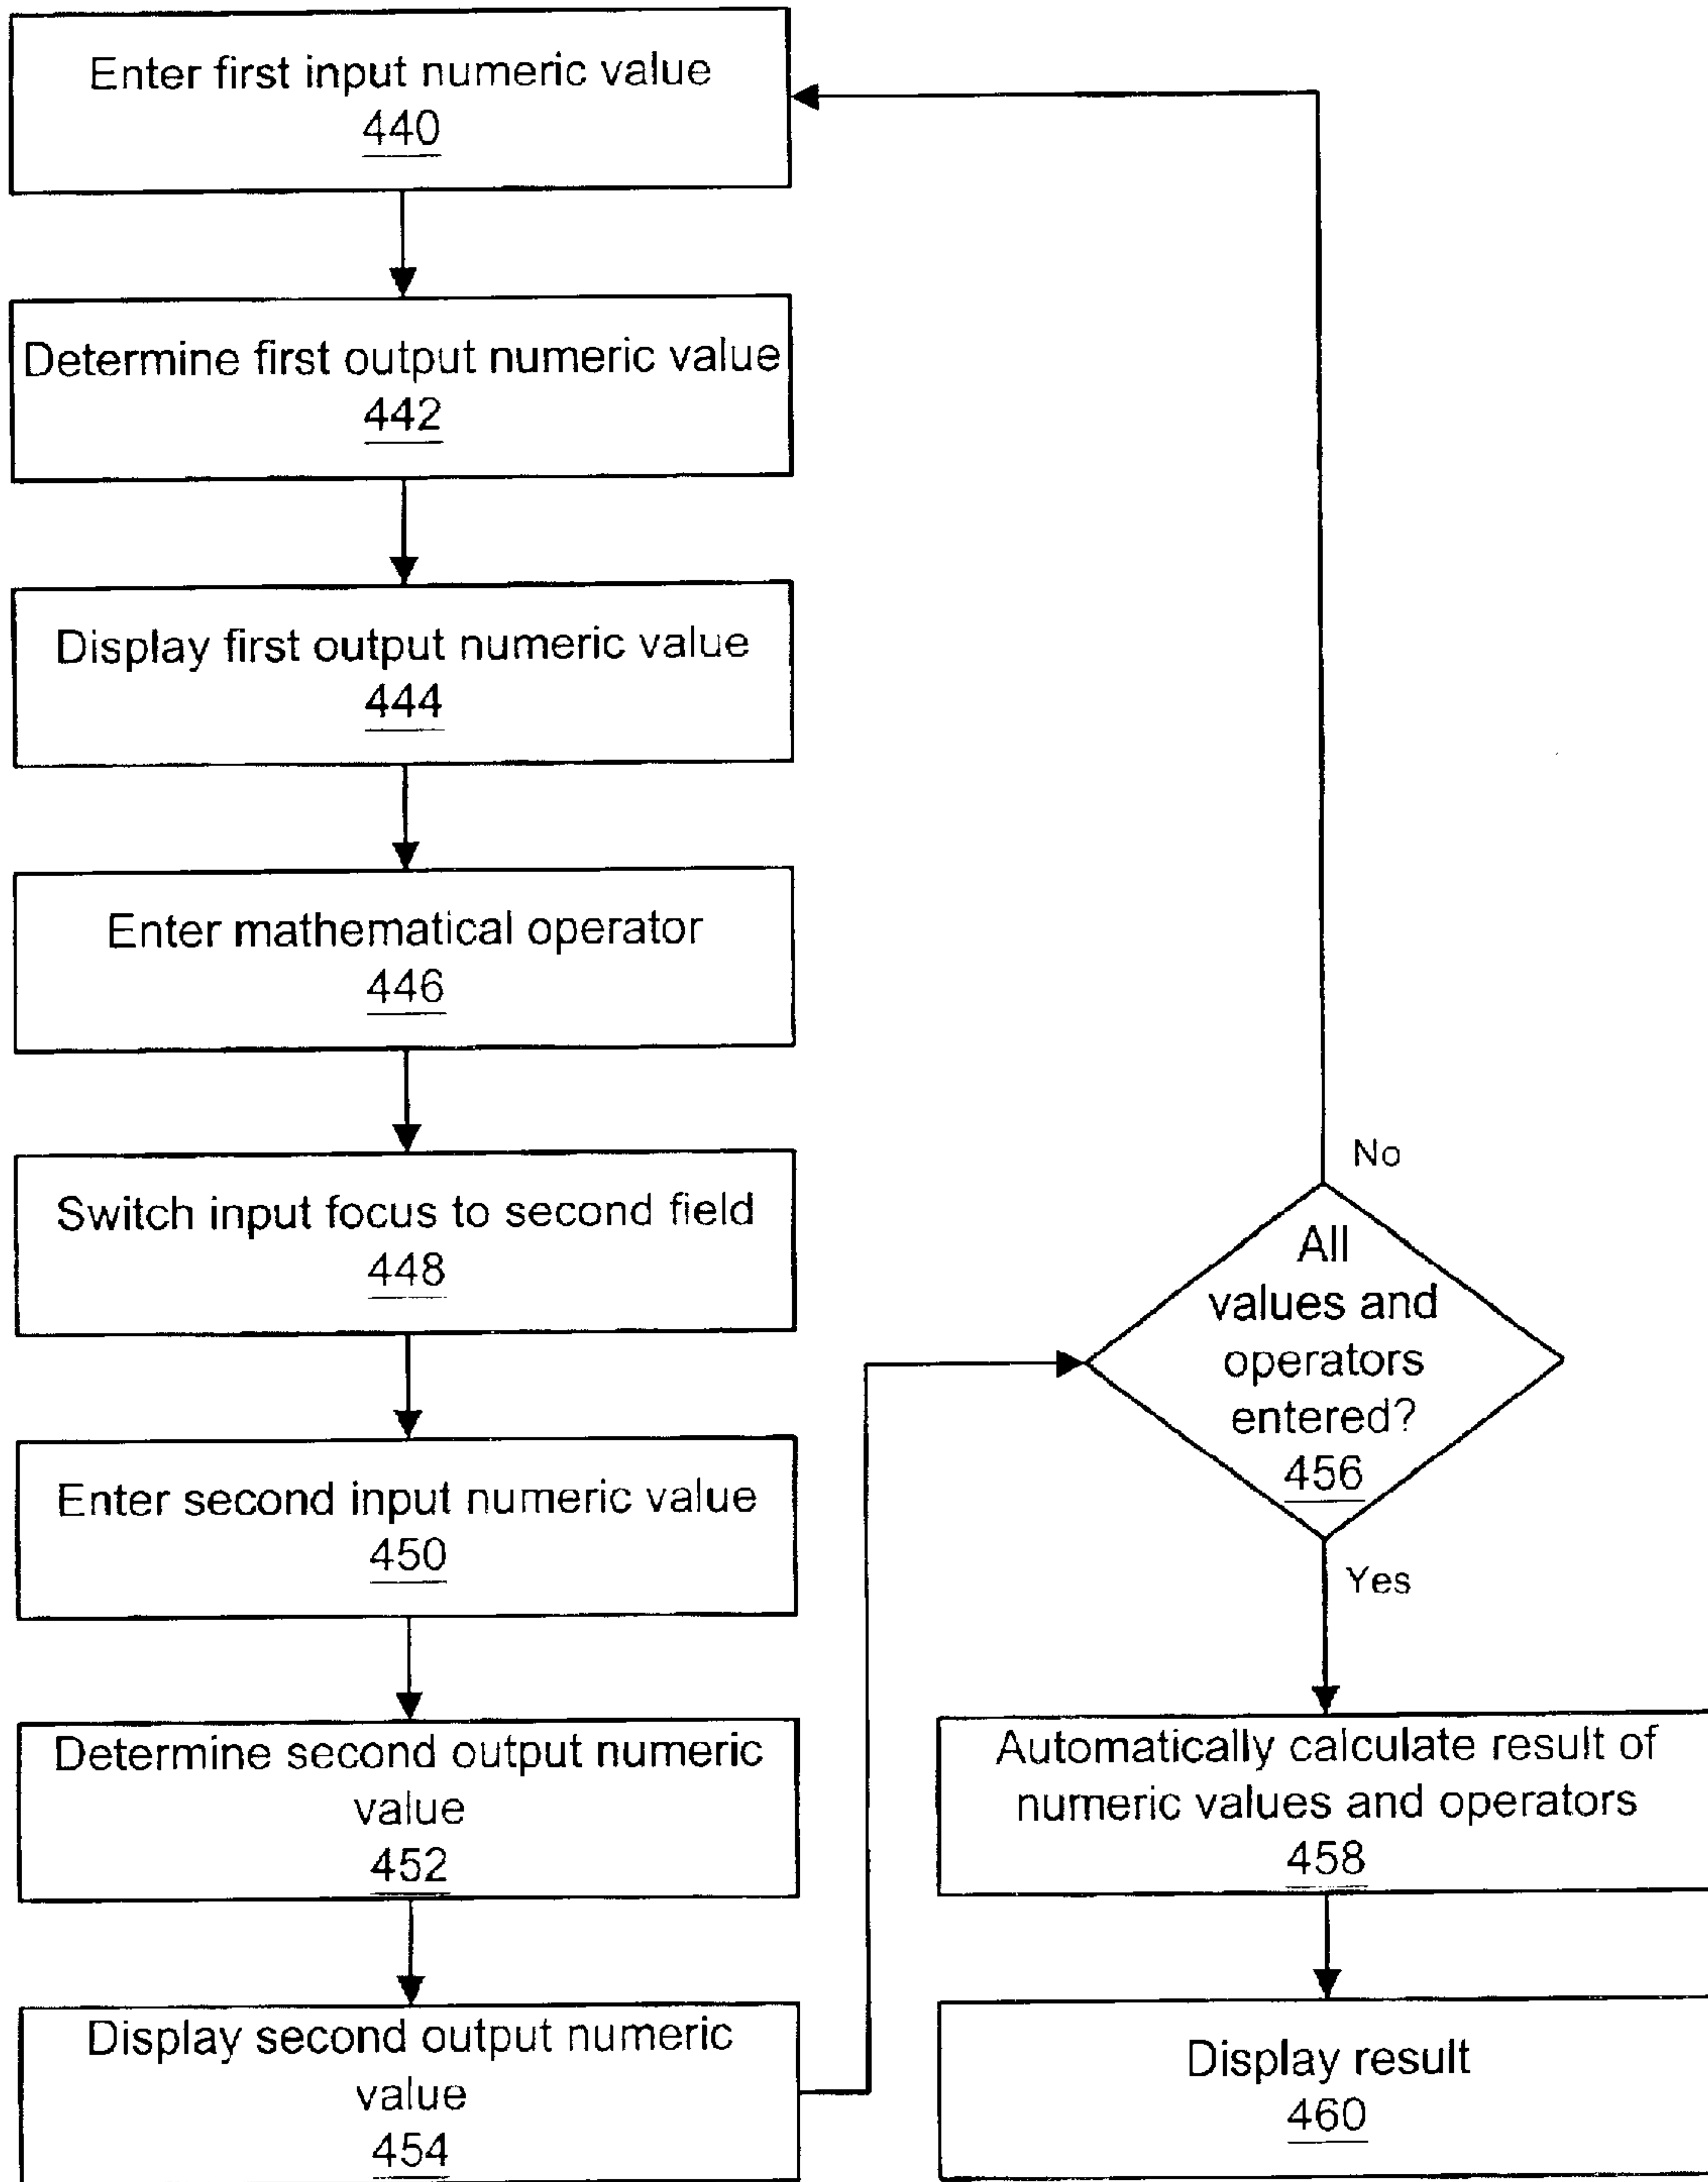 Enter first input numeric value
440
Determine first output numeric value
442
Display first output numeric value
444
Enter mathematical operator
446
Switch input focus to second field
448
Enter second input numeric value
450
Determine second output numeric
value
452
Display second output numeric
value
454
No
All
values and
operators
entered?
456
Yes
Automatically calculate result of
numeric values and operators
458
Display result
460